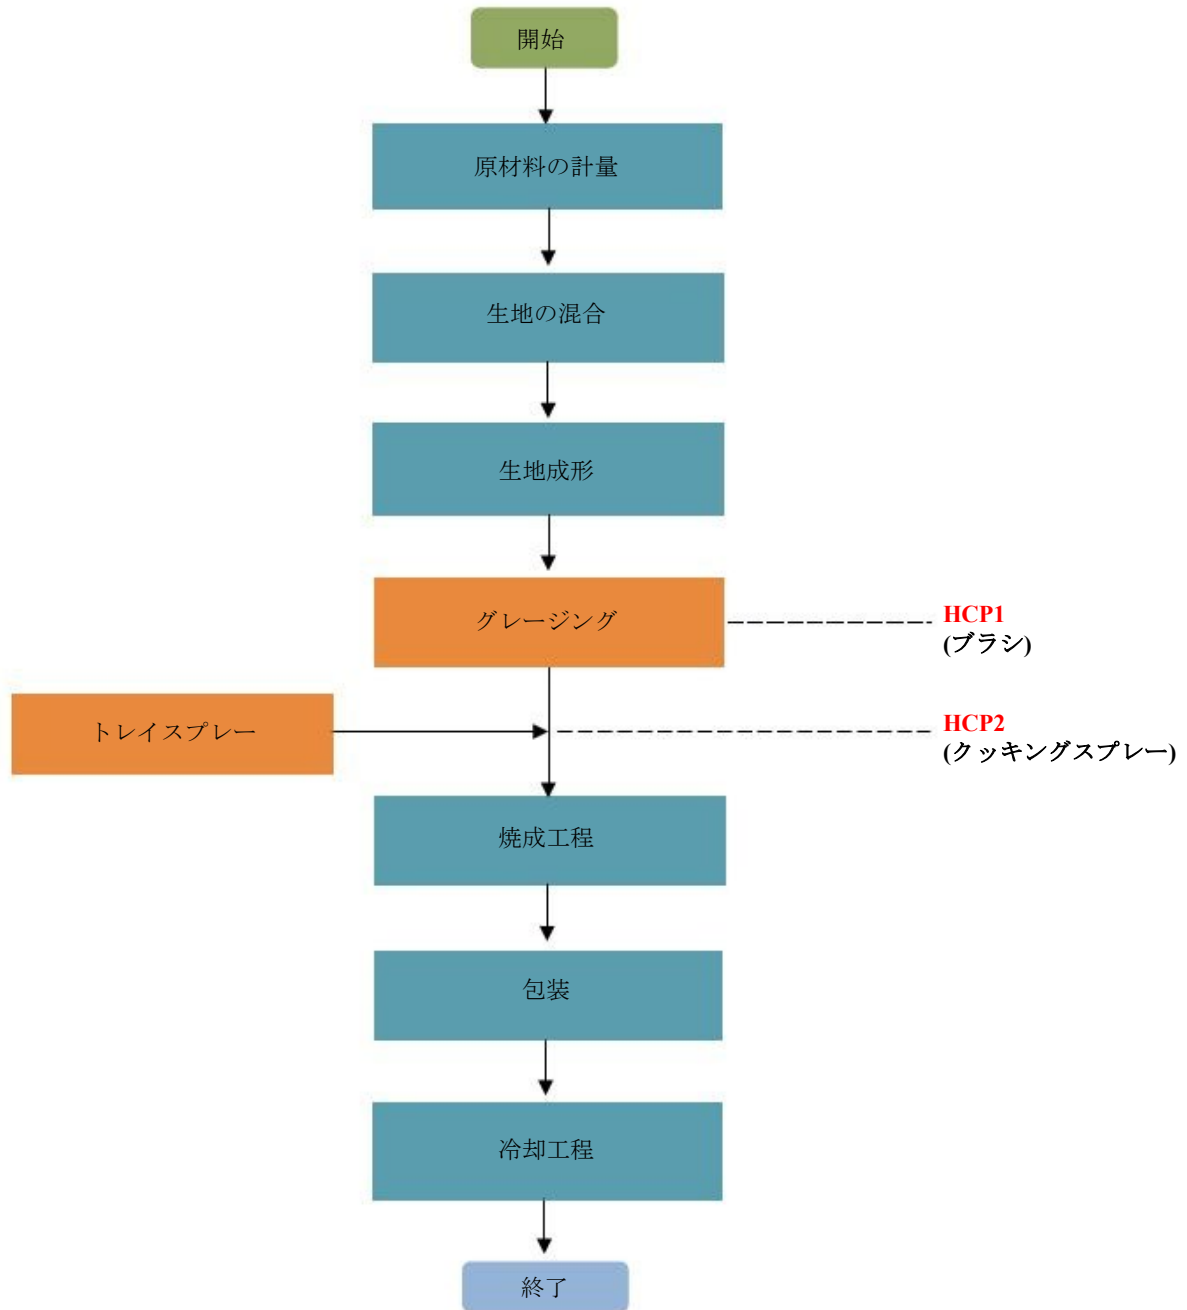 開始
原材料の計量
生地の混合
生地成形
グレージング
HCP1
(ブラシ)
トレイスプレー
HCP2
(クッキングスプレー)
焼成工程
包装
冷却工程
終了